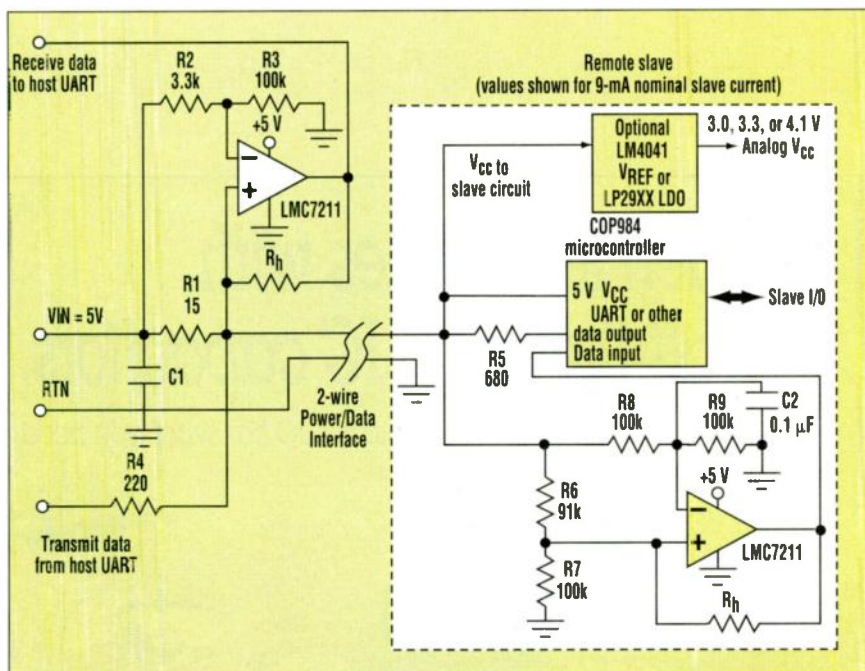 Receive data
to host UART
R2
3.3k
R3
100k
+5 V
−
+
LMC7211
Rh
R1
15
VIN = 5V
C1
RTN
2-wire
Power/Data
Interface
R4
220
Transmit data
from host UART
Remote slave
(values shown for 9-mA nominal slave current)
Optional
LM4041
VREF or
LP29XX LDO
3.0, 3.3, or 4.1 V
Analog Vcc
Vcc to
slave circuit
COP984
microcontroller
5 V VCC
UART or other
data output
Data input
Slave I/O
R5
680
R8
100k
R9
100k
C2
0.1 µF
R6
91k
+5 V
−
+
LMC7211
R7
100k
Rh